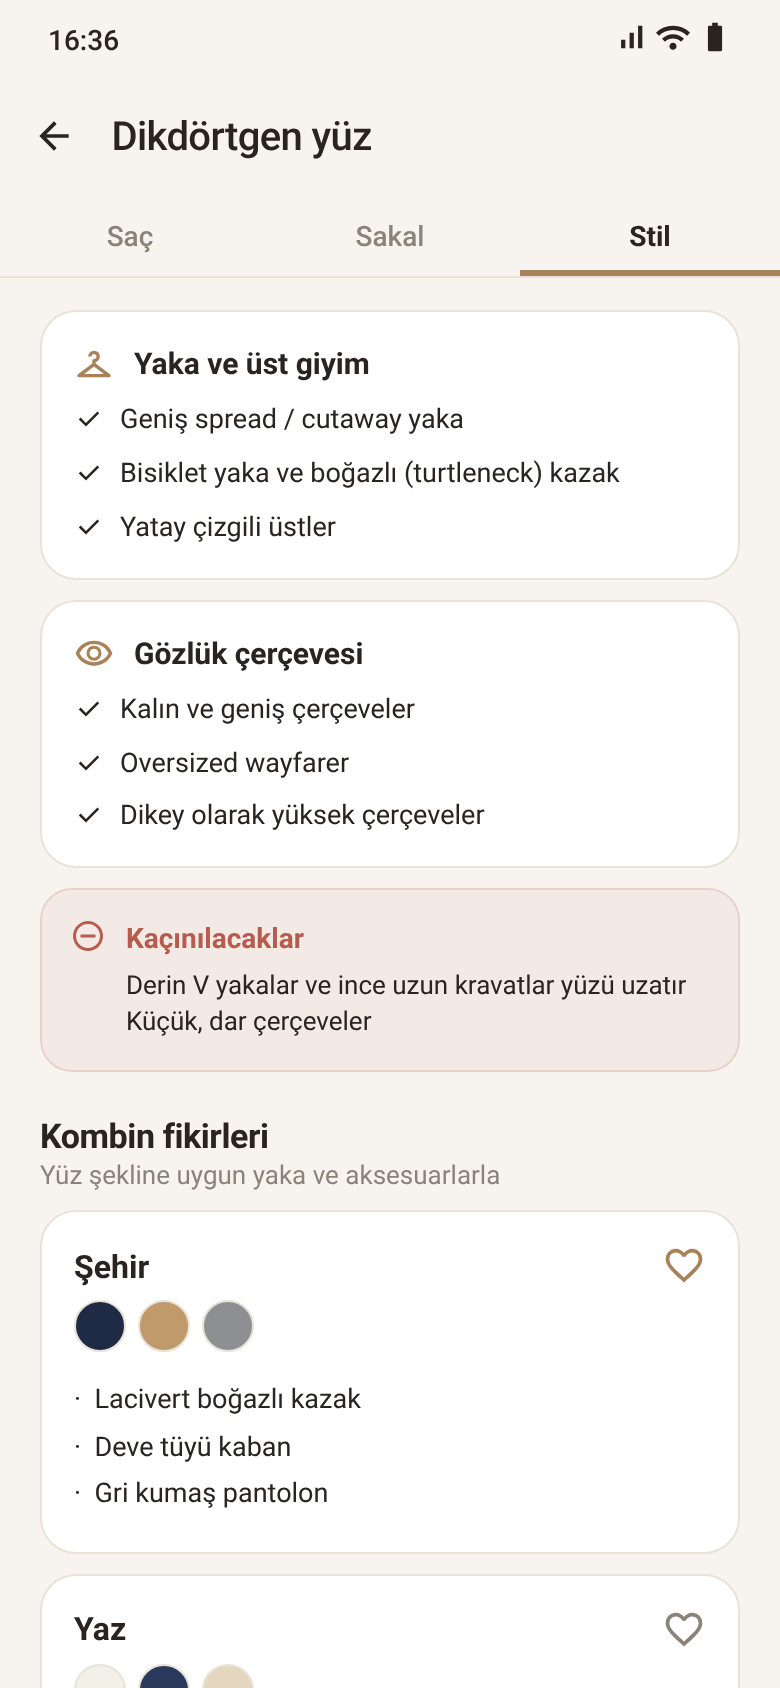 16:36
Dikdörtgen yüz
Saç
Sakal
Stil
Yaka ve üst giyim
Geniş spread / cutaway yaka
Bisiklet yaka ve boğazlı (turtleneck) kazak
Yatay çizgili üstler
Gözlük çerçevesi
Kalın ve geniş çerçeveler
Oversized wayfarer
Dikey olarak yüksek çerçeveler
Kaçınılacaklar
Derin V yakalar ve ince uzun kravatlar yüzü uzatır
Küçük, dar çerçeveler
Kombin fikirleri
Yüz şekline uygun yaka ve aksesuarlarla
Şehir
· Lacivert boğazlı kazak
· Deve tüyü kaban
· Gri kumaş pantolon
Yaz